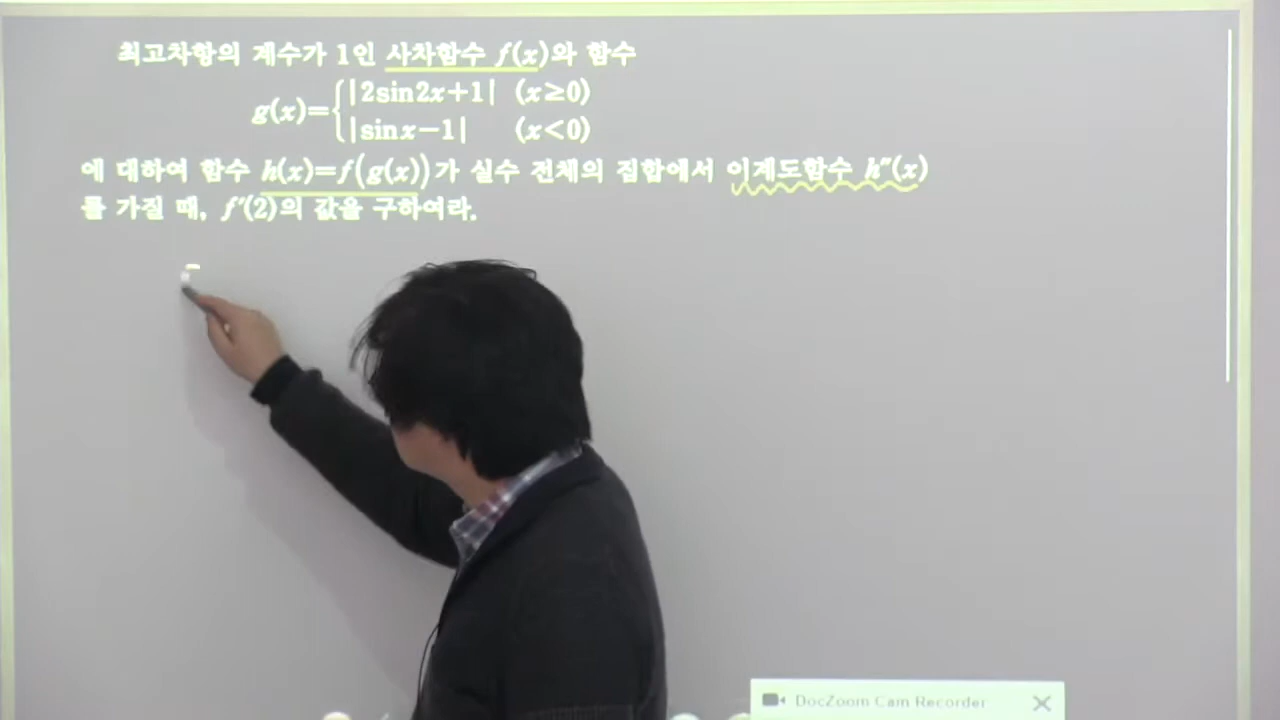 최고차항의 계수가 1인 사차함수 f(x)와 함수
g(x)={|2sin2x+1| (x≥0)
|sinx−1| (x<0)
에 대하여 함수 h(x)=f(g(x))가 실수 전체의 집합에서 이계도함수 h″(x)
를 가질 때, f′(2)의 값을 구하여라.
DocZoom Cam Recorder